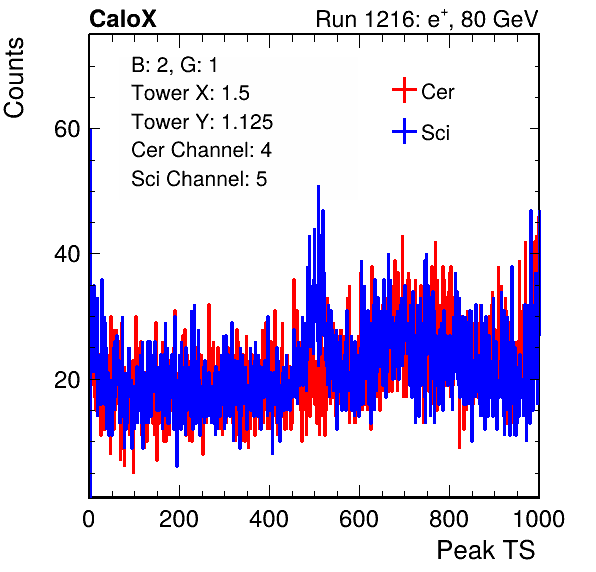 CaloX Run 1216: e⁺, 80 GeV
Counts
B: 2, G: 1
Tower X: 1.5
Tower Y: 1.125
Cer Channel: 4
Sci Channel: 5
Cer
Sci
60
40
20
0 200 400 600 800 1000
Peak TS